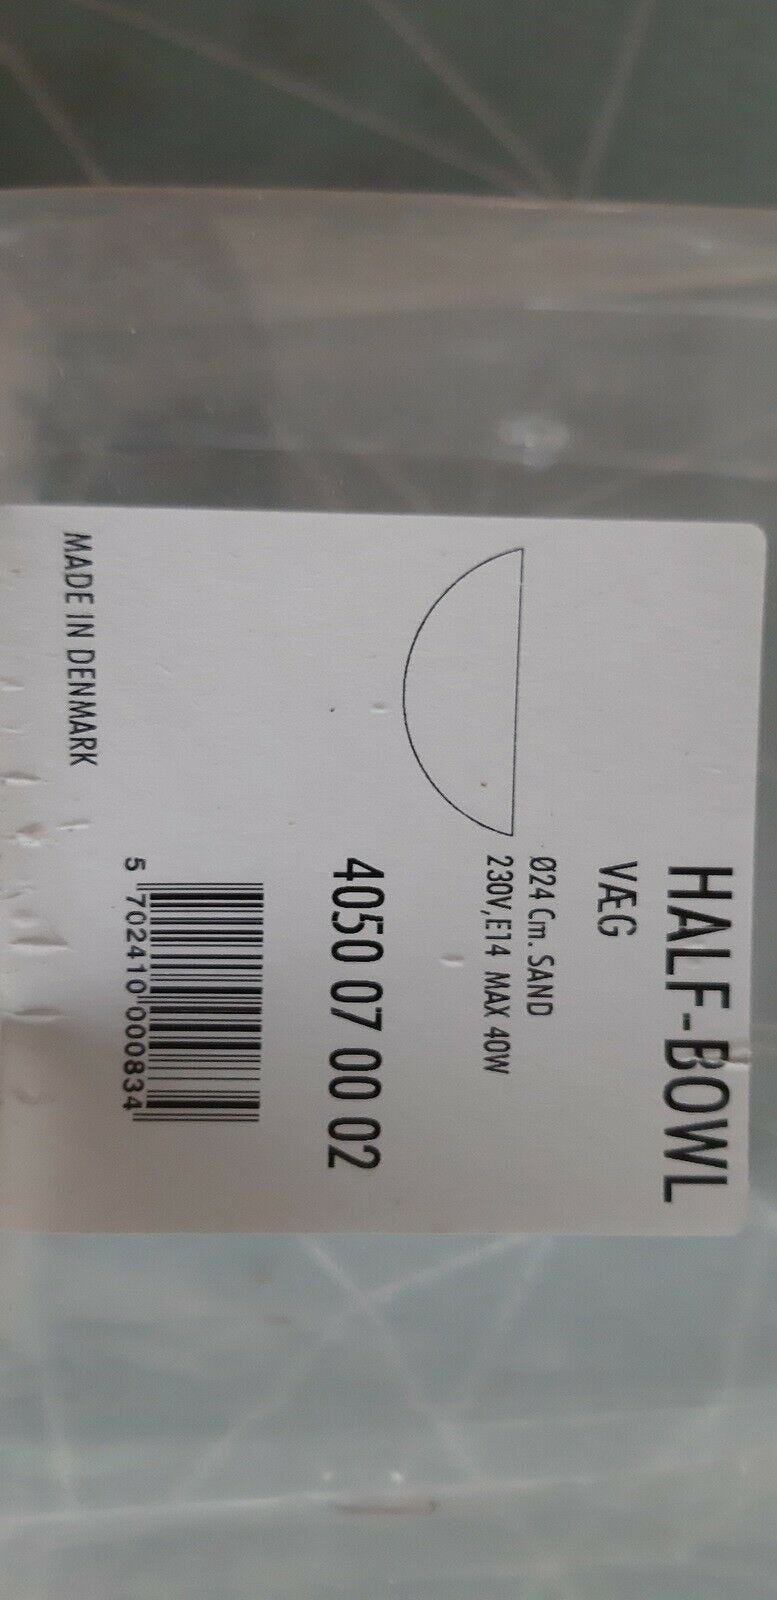 HALF-BOWL
VÆG
Ø24 Cm. SAND
230V,E14 MAX 40W
4050 07 00 02
5 702410 000834
MADE IN DENMARK